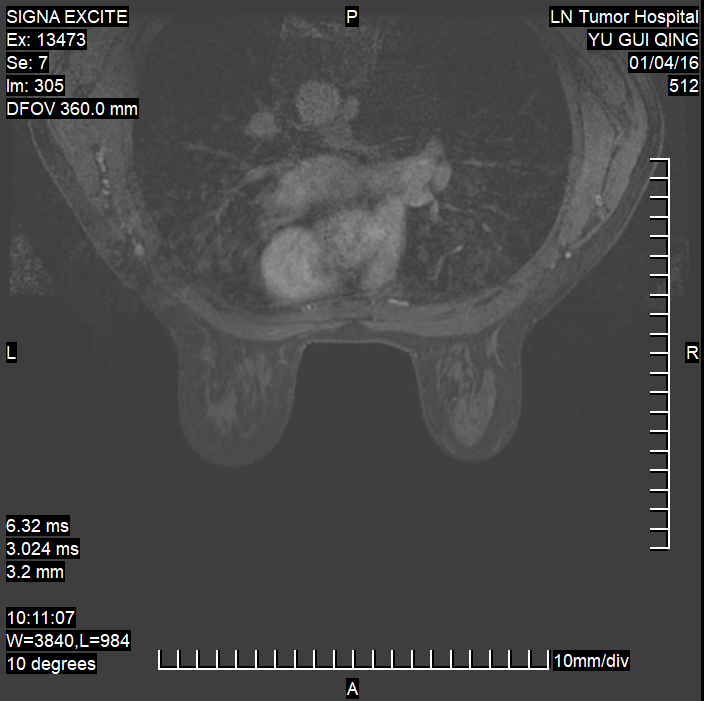 SIGNA EXCITE
Ex: 13473
Se: 7
Im: 305
DFOV 360.0 mm
P
LN Tumor Hospital
YU GUI QING
01/04/16
512
L
R
6.32 ms
3.024 ms
3.2 mm
10:11:07
W=3840,L=984
10 degrees
10mm/div
A